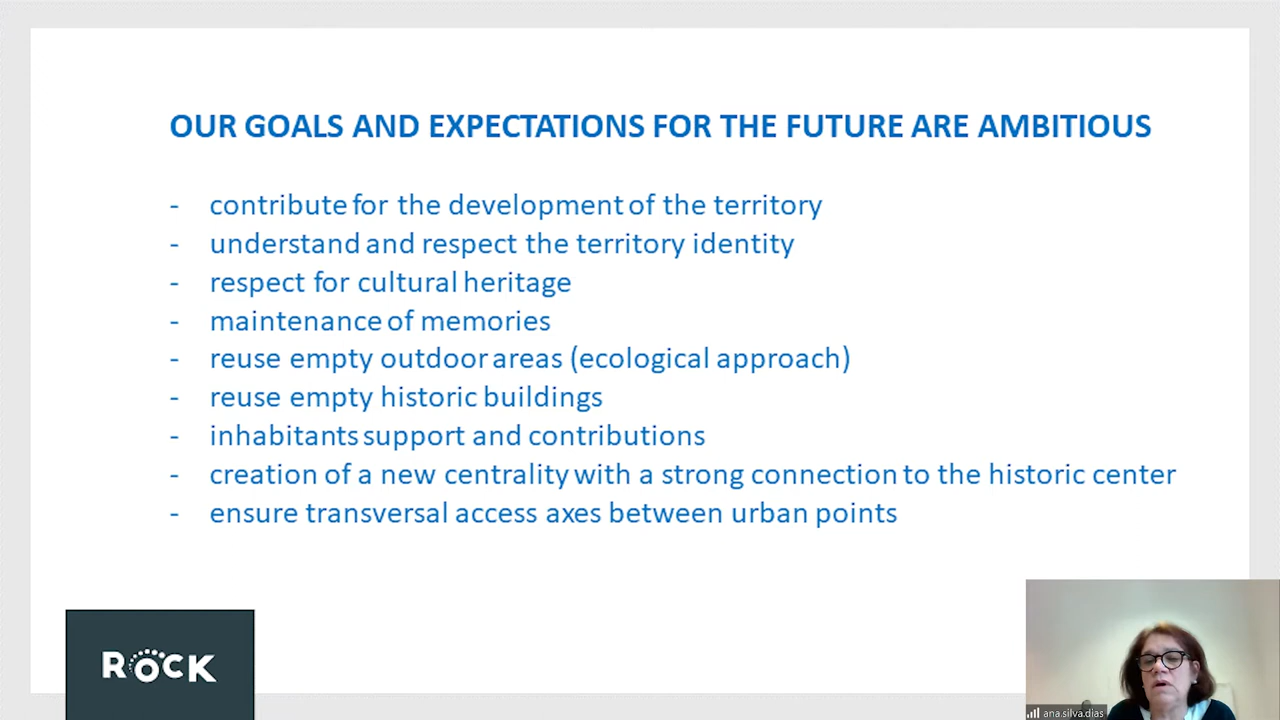 OUR GOALS AND EXPECTATIONS FOR THE FUTURE ARE AMBITIOUS
- contribute for the development of the territory
- understand and respect the territory identity
- respect for cultural heritage
- maintenance of memories
- reuse empty outdoor areas (ecological approach)
- reuse empty historic buildings
- inhabitants support and contributions
- creation of a new centrality with a strong connection to the historic center
- ensure transversal access axes between urban points
ROCK
ana.silva.dias